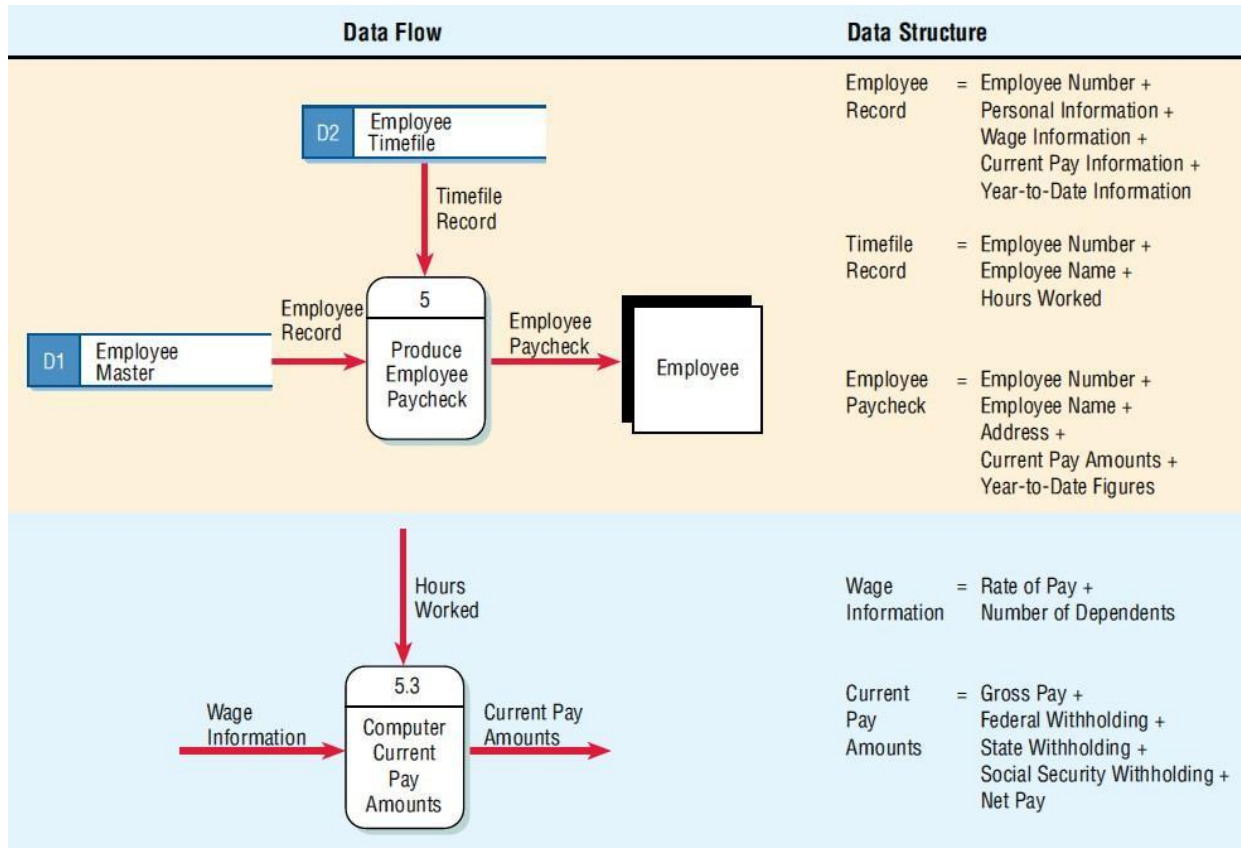 Data Flow
Data Structure
D2
Employee
Timefile
Timefile
Record
Employee
Record
D1
Employee
Master
5
Produce
Employee
Paycheck
Employee
Paycheck
Employee
Employee = Employee Number +
Record Personal Information +
Wage Information +
Current Pay Information +
Year-to-Date Information
Timefile = Employee Number +
Record Employee Name +
Hours Worked
Employee = Employee Number +
Paycheck Employee Name +
Address +
Current Pay Amounts +
Year-to-Date Figures
Hours
Worked
Wage
Information
5.3
Computer
Current
Pay
Amounts
Current Pay
Amounts
Wage = Rate of Pay +
Information Number of Dependents
Current = Gross Pay +
Pay Federal Withholding +
Amounts State Withholding +
Social Security Withholding +
Net Pay